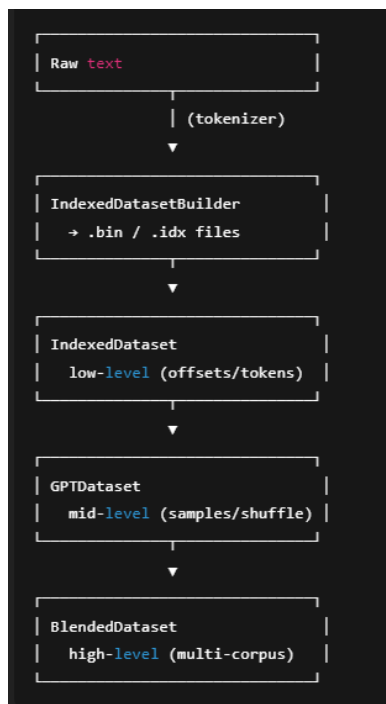 Raw text
(tokenizer)
IndexedDatasetBuilder
→ .bin / .idx files
IndexedDataset
low-level (offsets/tokens)
GPTDataset
mid-level (samples/shuffle)
BlendedDataset
high-level (multi-corpus)